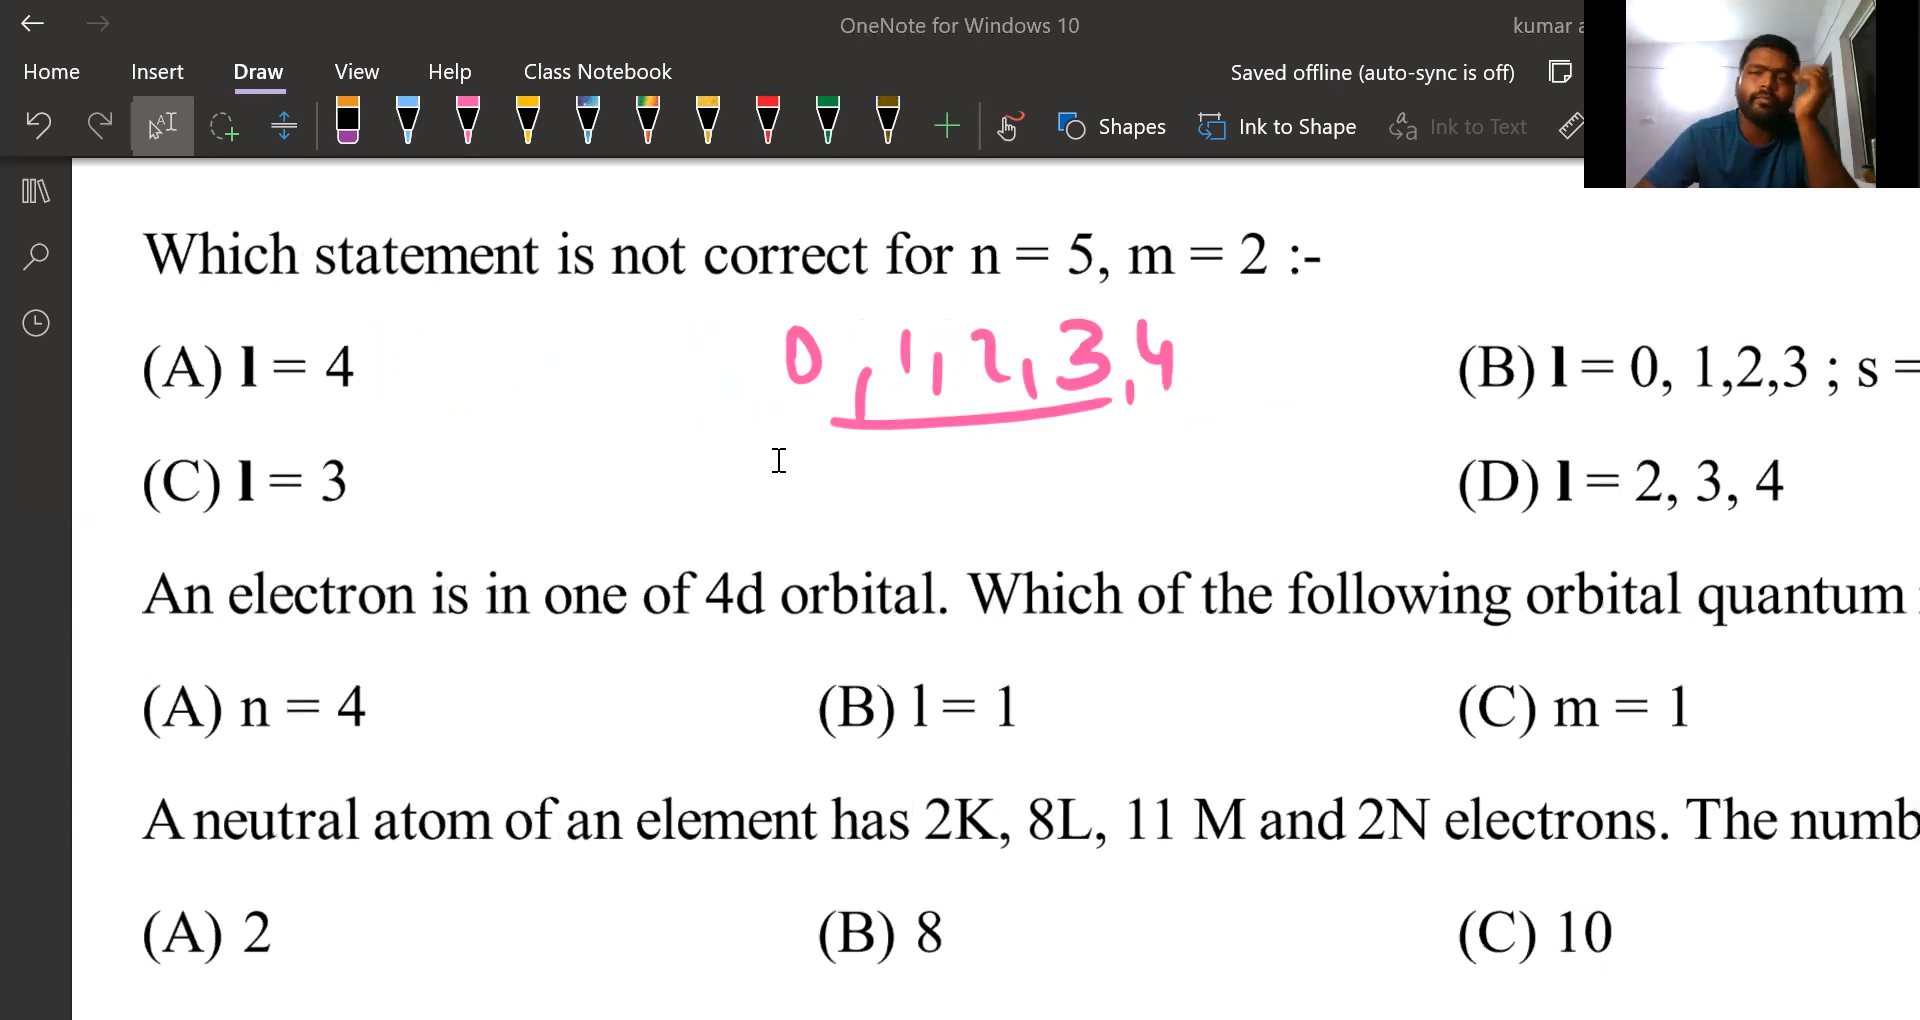 OneNote for Windows 10
kumar a
Home Insert Draw View Help Class Notebook
Saved offline (auto-sync is off)
Shapes Ink to Shape Ink to Text
Which statement is not correct for n = 5, m = 2 :-
0, 1, 2, 3, 4
(A) l = 4 (B) l = 0, 1,2,3 ; s =
(C) l = 3 (D) l = 2, 3, 4
An electron is in one of 4d orbital. Which of the following orbital quantum
(A) n = 4 (B) l = 1 (C) m = 1
A neutral atom of an element has 2K, 8L, 11 M and 2N electrons. The numb
(A) 2 (B) 8 (C) 10